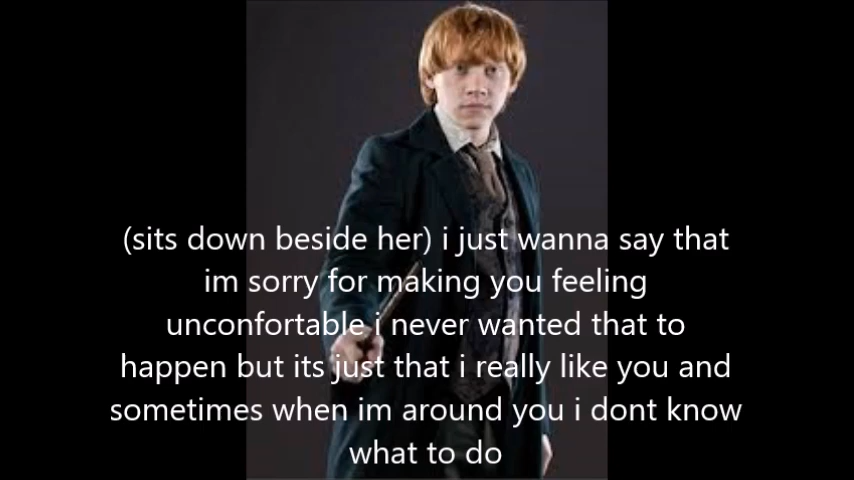 (sits down beside her) i just wanna say that
im sorry for making you feeling
unconfortable i never wanted that to
happen but its just that i really like you and
sometimes when im around you i dont know
what to do